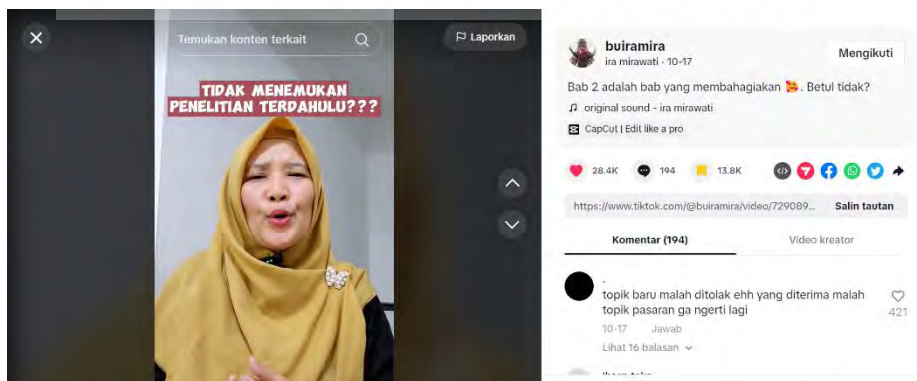 Temukan konten terkait
Laporkan
TIDAK MENEMUKAN
PENELITIAN TERDAHULU???
buiramira
ira mirawati · 10-17
Mengikuti
Bab 2 adalah bab yang membahagiakan 🥰. Betul tidak?
original sound - ira mirawati
CapCut | Edit like a pro
28.4K
194
13.8K
https://www.tiktok.com/@buiramira/video/729089...
Salin tautan
Komentar (194)
Video kreator
.
topik baru malah ditolak ehh yang diterima malah
topik pasaran ga ngerti lagi
421
10-17 Jawab
Lihat 16 balasan